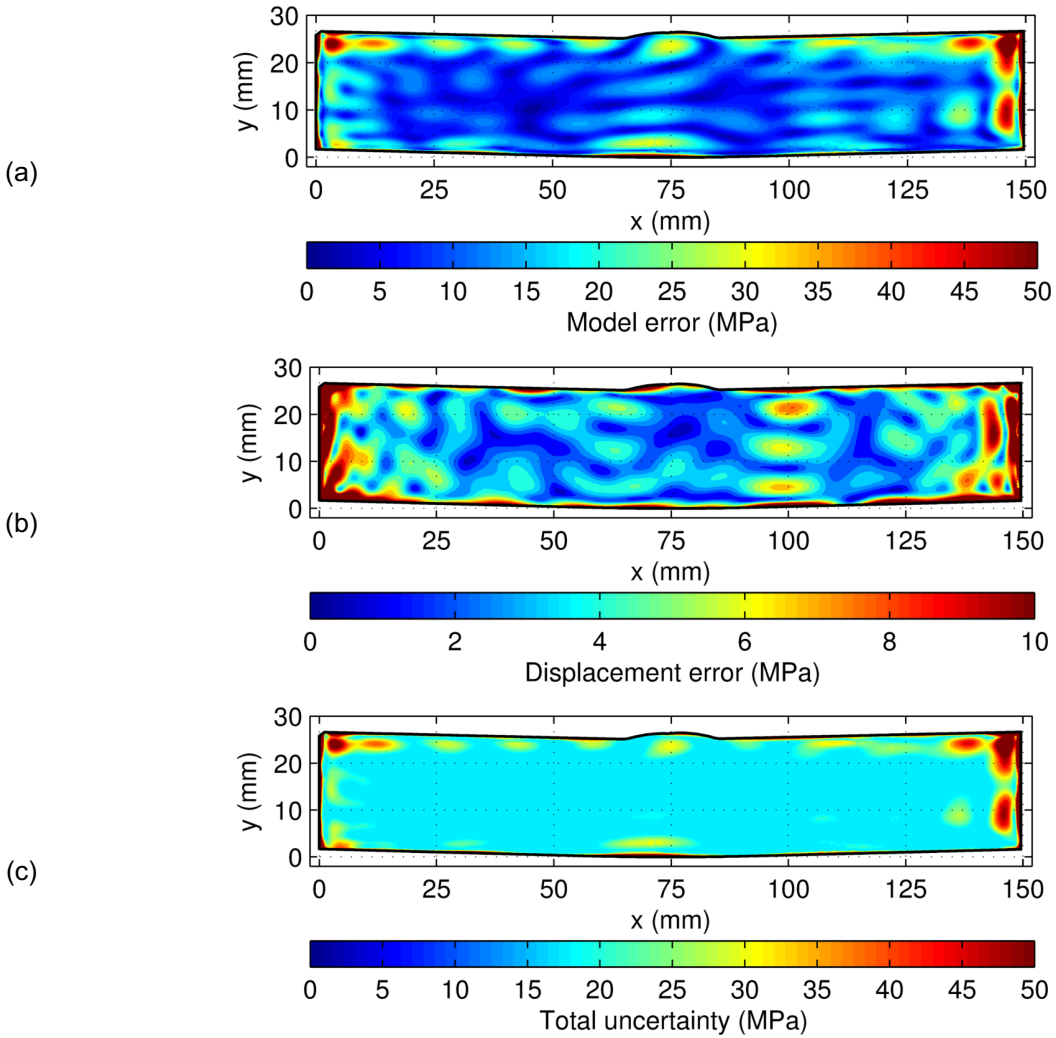 30
20
10
0
y (mm)
0 25 50 75 100 125 150
x (mm)
(a)
0 5 10 15 20 25 30 35 40 45 50
Model error (MPa)
30
20
10
0
y (mm)
0 25 50 75 100 125 150
x (mm)
(b)
0 2 4 6 8 10
Displacement error (MPa)
30
20
10
0
y (mm)
0 25 50 75 100 125 150
x (mm)
(c)
0 5 10 15 20 25 30 35 40 45 50
Total uncertainty (MPa)